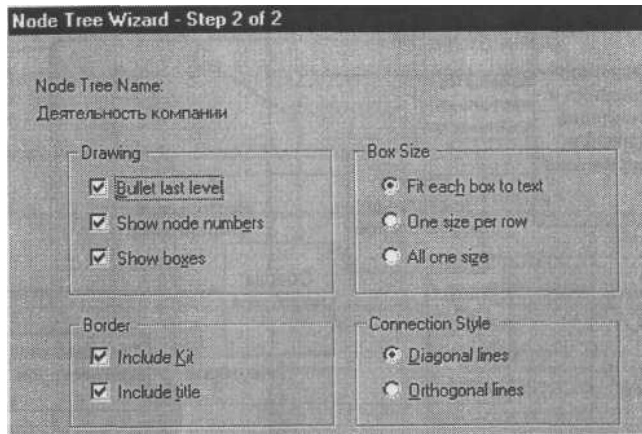 Node Tree Wizard - Step 2 of 2
Node Tree Name:
Деятельность компании
Drawing
Bullet last level
Show node numbers
Show boxes
Box Size
Fit each box to text
One size per row
All one size
Border
Include Kit
Include title
Connection Style
Diagonal lines
Orthogonal lines